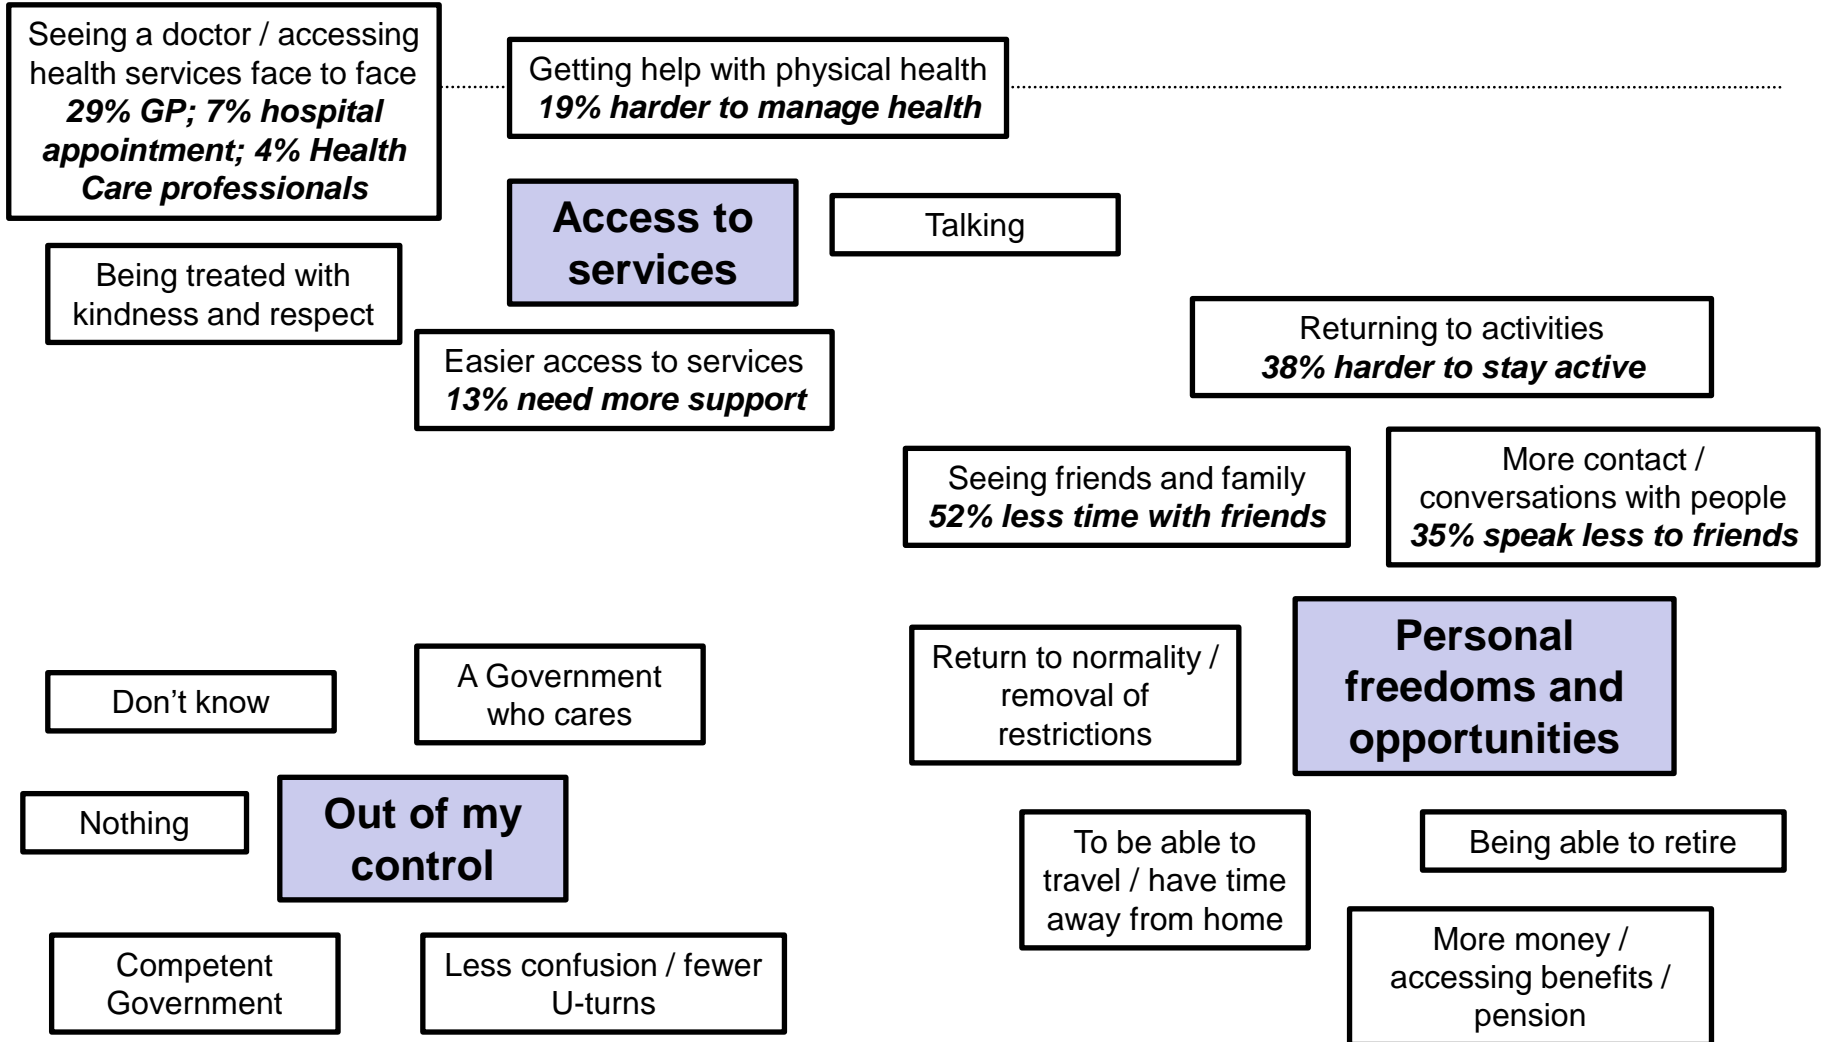 Seeing a doctor / accessing
health services face to face
29% GP; 7% hospital
appointment; 4% Health
Care professionals
Getting help with physical health
19% harder to manage health
Access to
services
Talking
Being treated with
kindness and respect
Easier access to services
13% need more support
Returning to activities
38% harder to stay active
Seeing friends and family
52% less time with friends
More contact /
conversations with people
35% speak less to friends
Personal
freedoms and
opportunities
Return to normality /
removal of
restrictions
To be able to
travel / have time
away from home
Being able to retire
More money /
accessing benefits /
pension
Don’t know
A Government
who cares
Nothing
Out of my
control
Competent
Government
Less confusion / fewer
U-turns